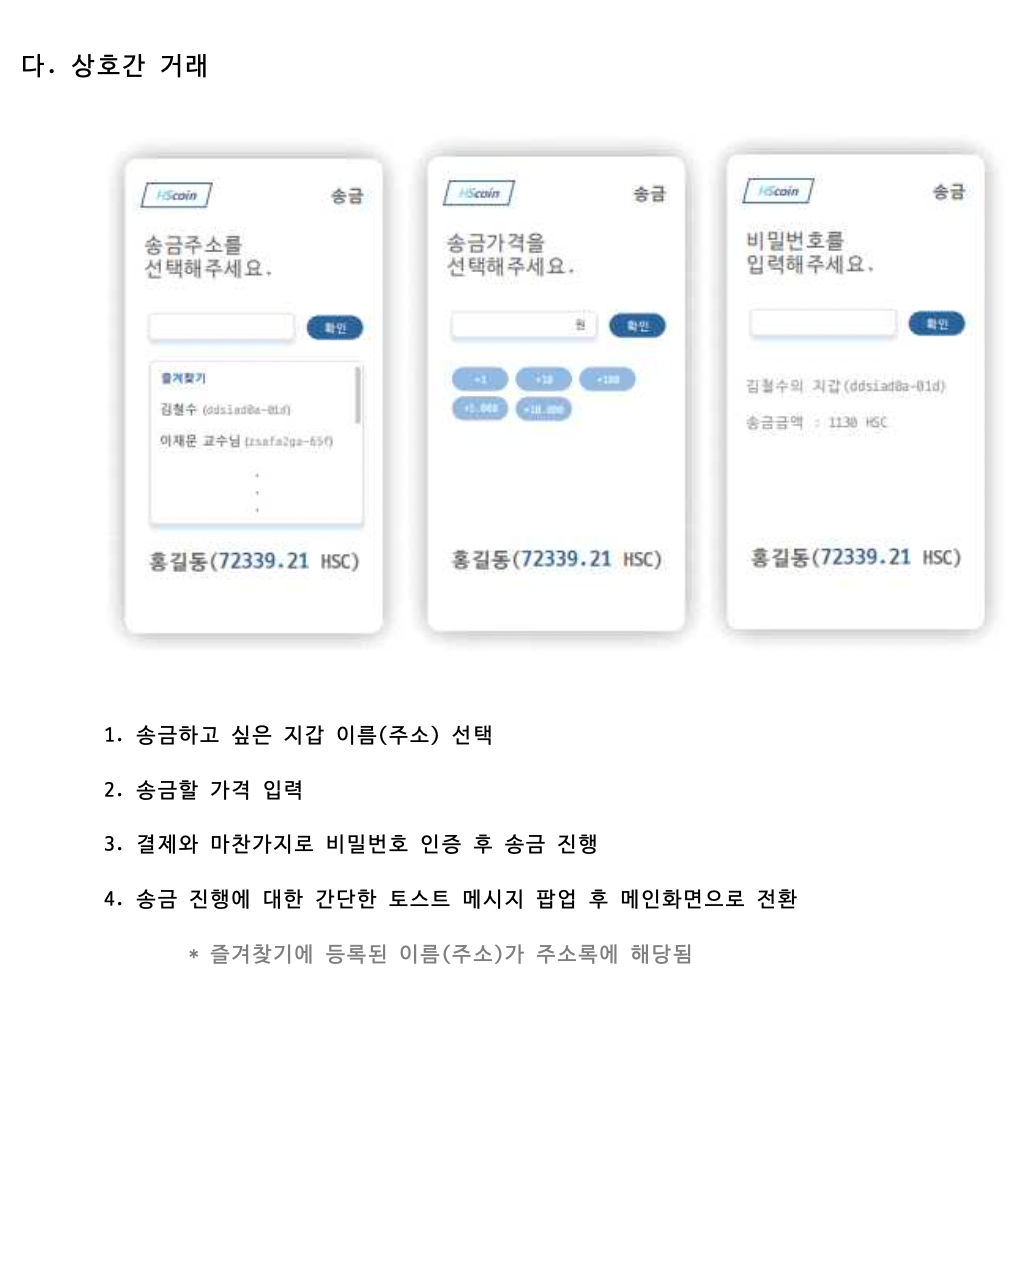 다. 상호간 거래
HScoin
송금
송금주소를
선택해주세요.
확인
즐겨찾기
김철수 (ddsiad0a-01d)
이재문 교수님 (zsafa2ga-65f)
.
.
.
홍길동(72339.21 HSC)
HScoin
송금
송금가격을
선택해주세요.
원
확인
+1
+10
+100
+1.000
+10.000
홍길동(72339.21 HSC)
HScoin
송금
비밀번호를
입력해주세요.
확인
김철수의 지갑(ddsiad0a-01d)
송금금액 : 1130 HSC
홍길동(72339.21 HSC)
1. 송금하고 싶은 지갑 이름(주소) 선택
2. 송금할 가격 입력
3. 결제와 마찬가지로 비밀번호 인증 후 송금 진행
4. 송금 진행에 대한 간단한 토스트 메시지 팝업 후 메인화면으로 전환
* 즐겨찾기에 등록된 이름(주소)가 주소록에 해당됨